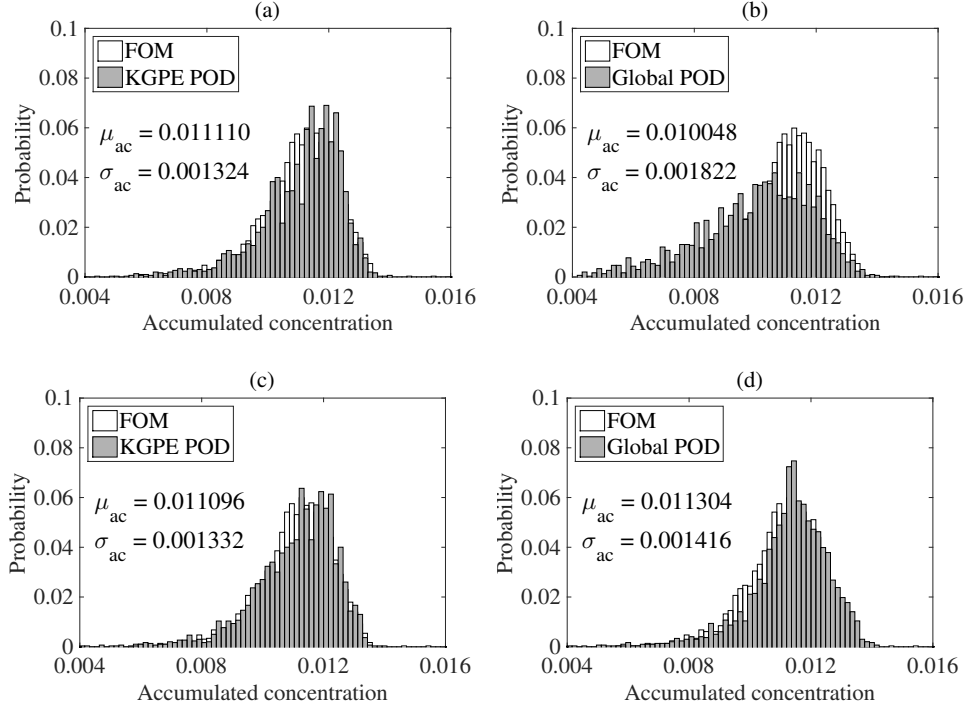 (a)
0.1
0.08
0.06
0.04
0.02
0
Probability
FOM
KGPE POD
μac = 0.011110
σac = 0.001324
0.004 0.008 0.012 0.016
Accumulated concentration
(b)
0.1
0.08
0.06
0.04
0.02
0
Probability
FOM
Global POD
μac = 0.010048
σac = 0.001822
0.004 0.008 0.012 0.016
Accumulated concentration
(c)
0.1
0.08
0.06
0.04
0.02
0
Probability
FOM
KGPE POD
μac = 0.011096
σac = 0.001332
0.004 0.008 0.012 0.016
Accumulated concentration
(d)
0.1
0.08
0.06
0.04
0.02
0
Probability
FOM
Global POD
μac = 0.011304
σac = 0.001416
0.004 0.008 0.012 0.016
Accumulated concentration